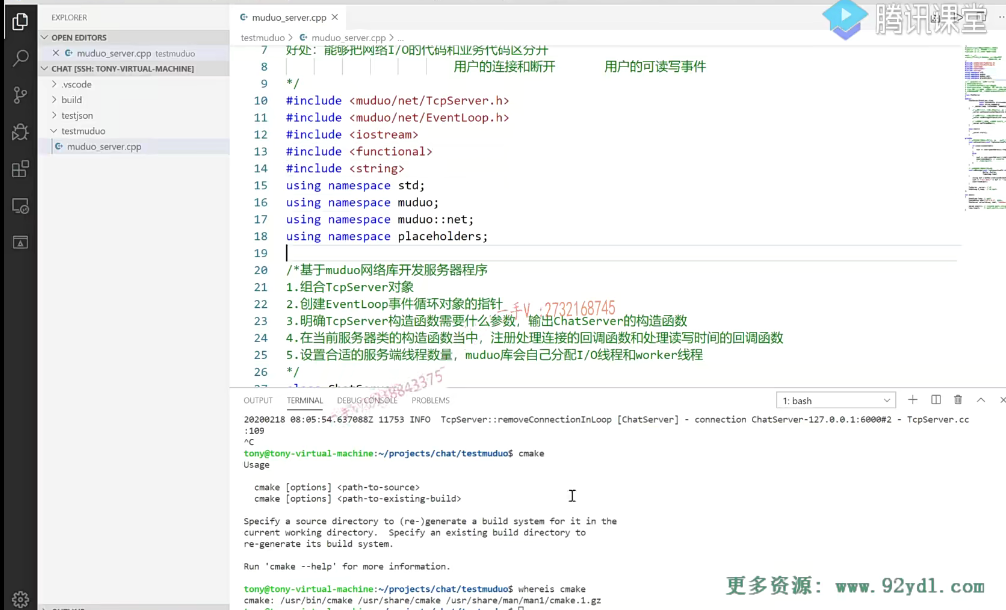 EXPLORER
OPEN EDITORS
muduo_server.cpp testmuduo
CHAT [SSH: TONY-VIRTUAL-MACHINE]
.vscode
build
testjson
testmuduo
muduo_server.cpp
muduo_server.cpp
testmuduo > muduo_server.cpp > ...
腾讯课堂
7 好处：能够把网络I/O的代码和业务代码区分开
8 用户的连接和断开 用户的可读写事件
9 */
10 #include <muduo/net/TcpServer.h>
11 #include <muduo/net/EventLoop.h>
12 #include <iostream>
13 #include <functional>
14 #include <string>
15 using namespace std;
16 using namespace muduo;
17 using namespace muduo::net;
18 using namespace placeholders;
19
20 /*基于muduo网络库开发服务器程序
21 1.组合TcpServer对象
22 2.创建EventLoop事件循环对象的指针
23 3.明确TcpServer构造函数需要什么参数，输出ChatServer的构造函数
24 4.在当前服务器类的构造函数当中，注册处理连接的回调函数和处理读写时间的回调函数
25 5.设置合适的服务端线程数量，muduo库会自己分配I/O线程和worker线程
26 */
一手V :2732168745
OUTPUT TERMINAL DEBUG CONSOLE PROBLEMS
1: bash
20200218 08:05:54.637088Z 11753 INFO TcpServer::removeConnectionInLoop [ChatServer] - connection ChatServer-127.0.0.1:6000#2 - TcpServer.cc
:109
^C
tony@tony-virtual-machine:~/projects/chat/testmuduo$ cmake
Usage
cmake [options] <path-to-source>
cmake [options] <path-to-existing-build>
Specify a source directory to (re-)generate a build system for it in the
current working directory. Specify an existing build directory to
re-generate its build system.
Run 'cmake --help' for more information.
tony@tony-virtual-machine:~/projects/chat/testmuduo$ whereis cmake
cmake: /usr/bin/cmake /usr/share/cmake /usr/share/man/man1/cmake.1.gz
更多资源：www.92ydl.com